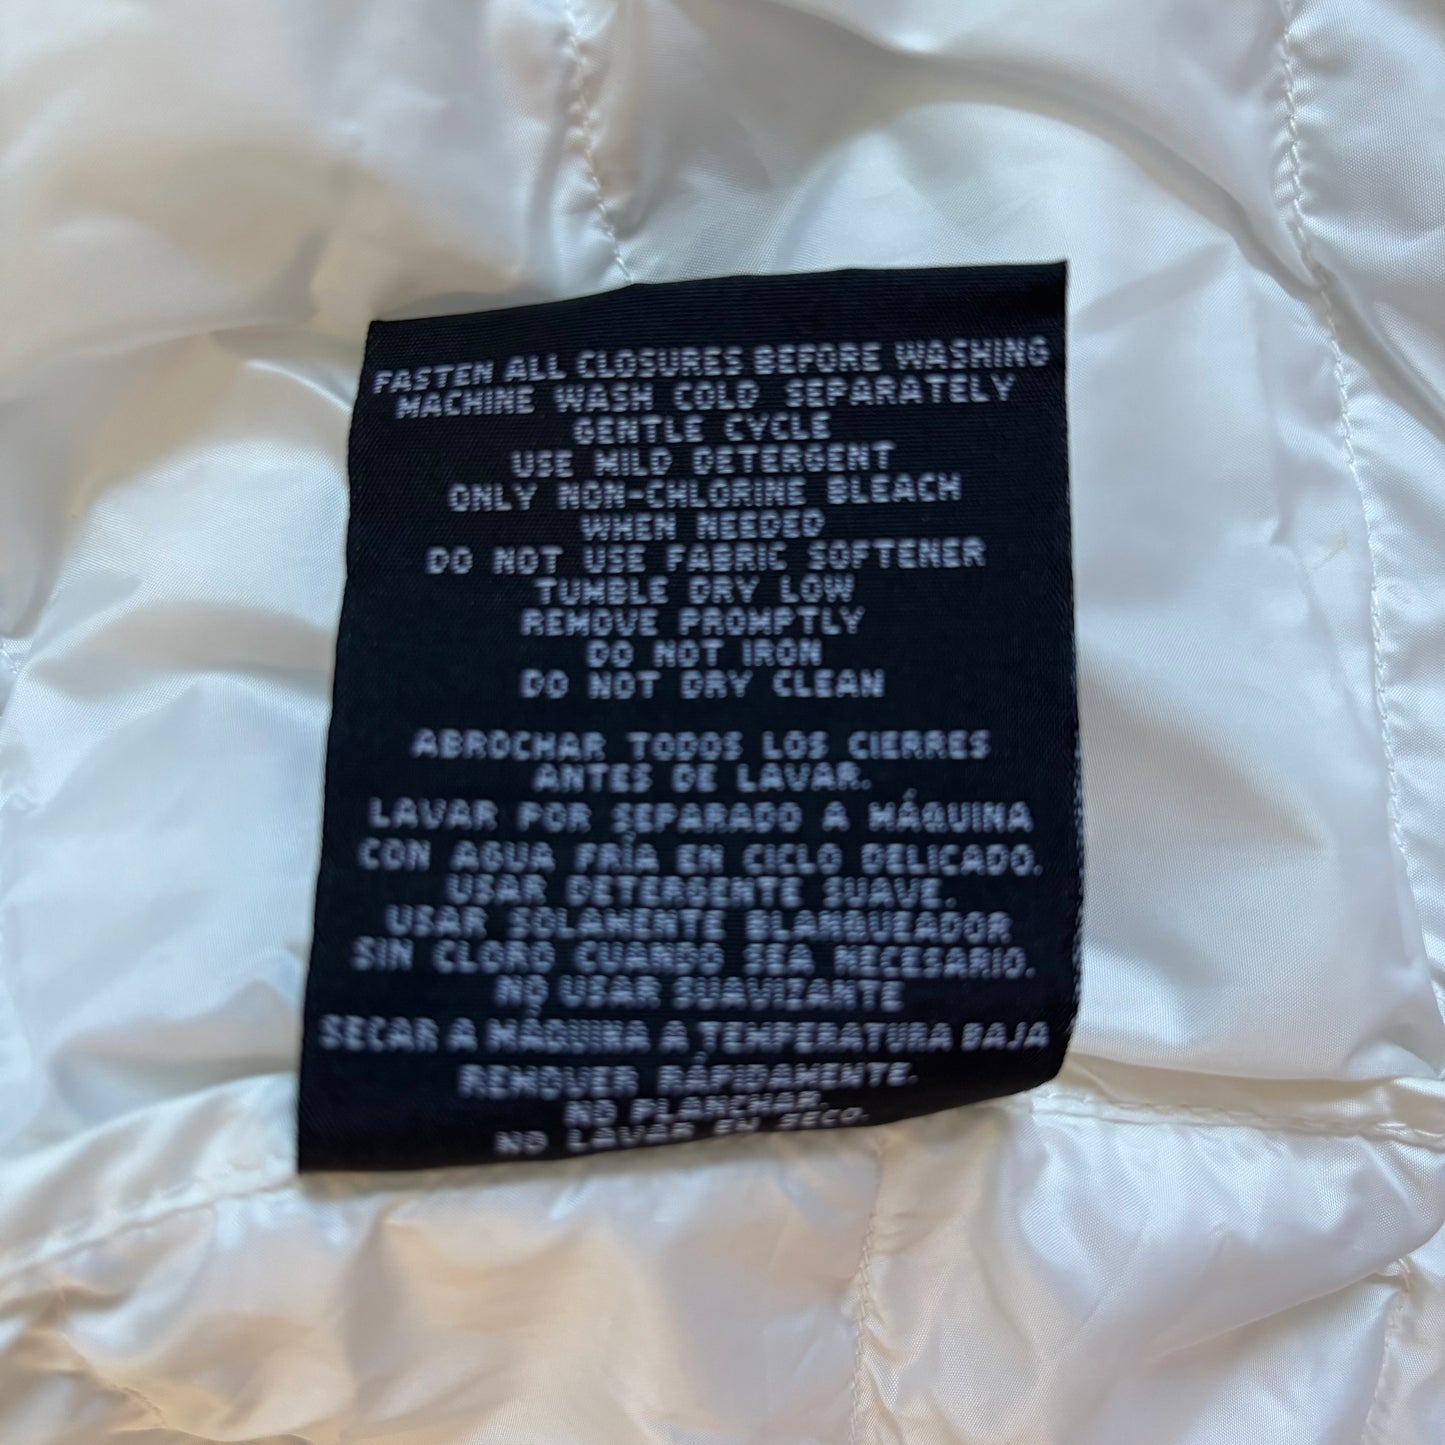 FASTEN ALL CLOSURES BEFORE WASHING
MACHINE WASH COLD SEPARATELY
GENTLE CYCLE
USE MILD DETERGENT
ONLY NON-CHLORINE BLEACH
WHEN NEEDED
DO NOT USE FABRIC SOFTENER
TUMBLE DRY LOW
REMOVE PROMPTLY
DO NOT IRON
DO NOT DRY CLEAN
ABROCHAR TODOS LOS CIERRES
ANTES DE LAVAR.
LAVAR POR SEPARADO A MÁQUINA
CON AGUA FRÍA EN CICLO DELICADO.
USAR DETERGENTE SUAVE.
USAR SOLAMENTE BLANQUEADOR
SIN CLORO CUANDO SEA NECESARIO.
NO USAR SUAVIZANTE
SECAR A MÁQUINA A TEMPERATURA BAJA
REMOVER RÁPIDAMENTE.
NO PLANCHAR.
NO LAVAR EN SECO.